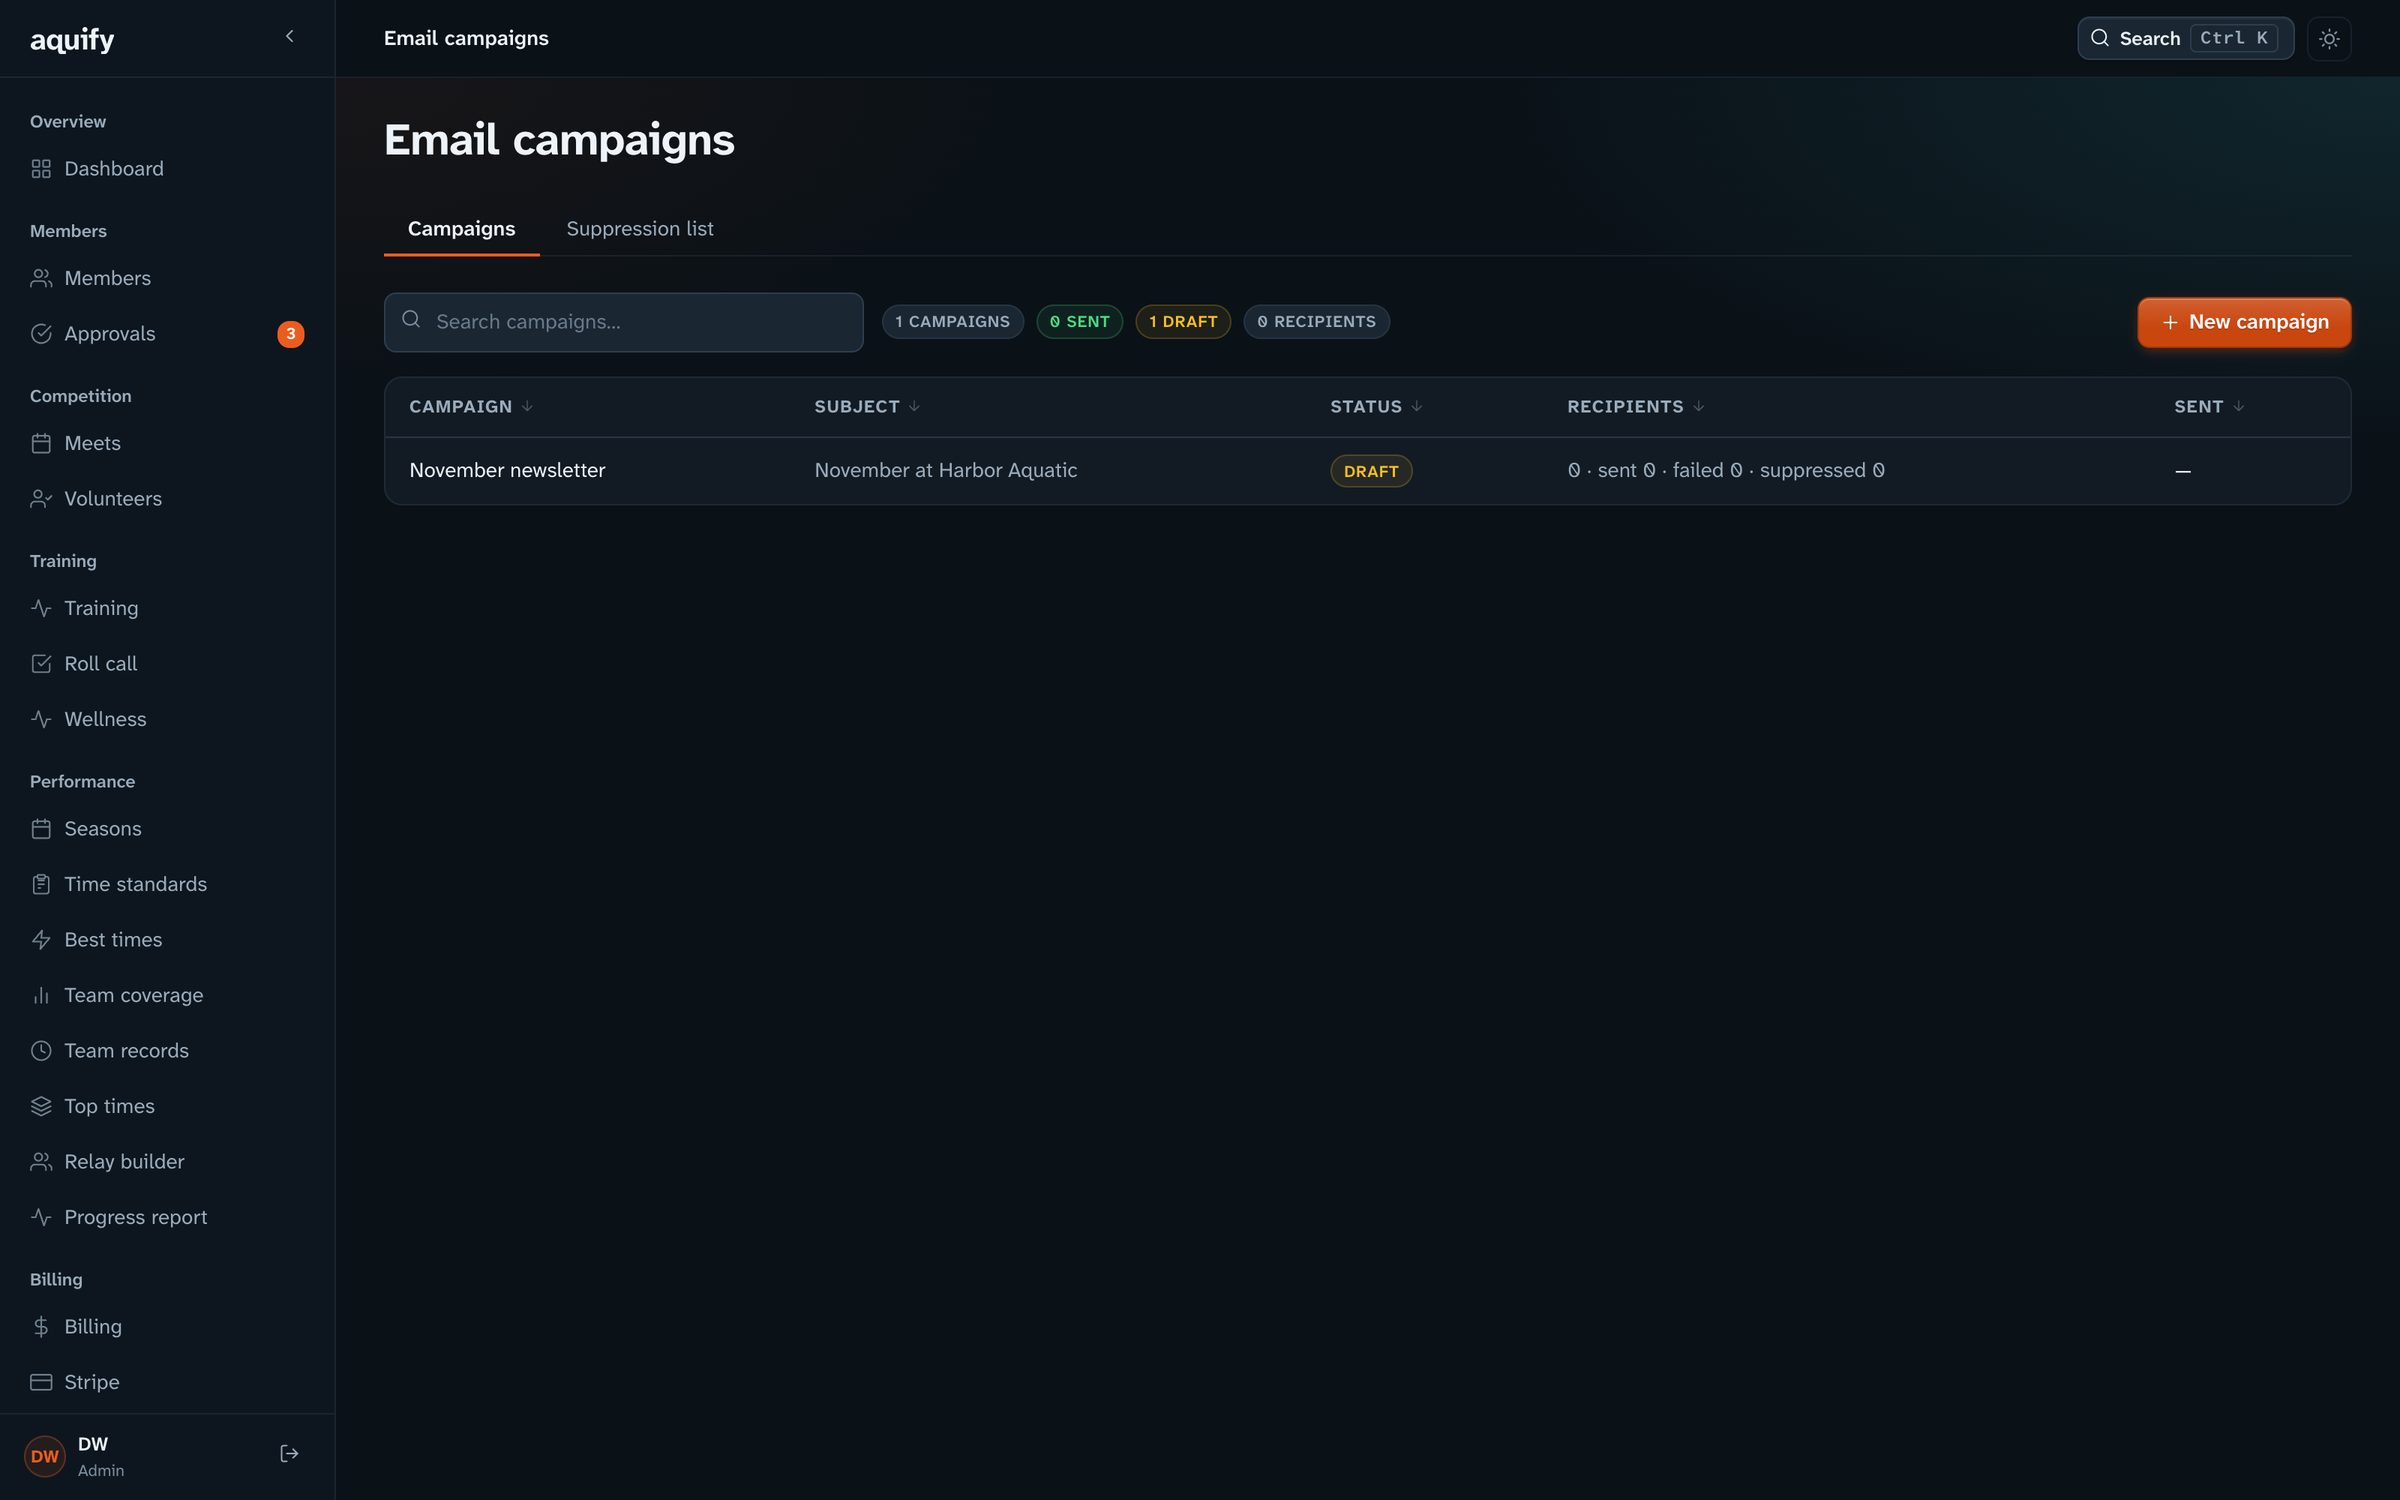 aquify
Email campaigns
Search Ctrl K
Overview
Dashboard
Members
Members
Approvals 3
Competition
Meets
Volunteers
Training
Training
Roll call
Wellness
Performance
Seasons
Time standards
Best times
Team coverage
Team records
Top times
Relay builder
Progress report
Billing
Billing
Stripe
DW
DW
Admin
Email campaigns
Campaigns Suppression list
Search campaigns...
1 CAMPAIGNS 0 SENT 1 DRAFT 0 RECIPIENTS
+ New campaign
CAMPAIGN ↓ SUBJECT ↓ STATUS ↓ RECIPIENTS ↓ SENT ↓
November newsletter November at Harbor Aquatic DRAFT 0 · sent 0 · failed 0 · suppressed 0 —